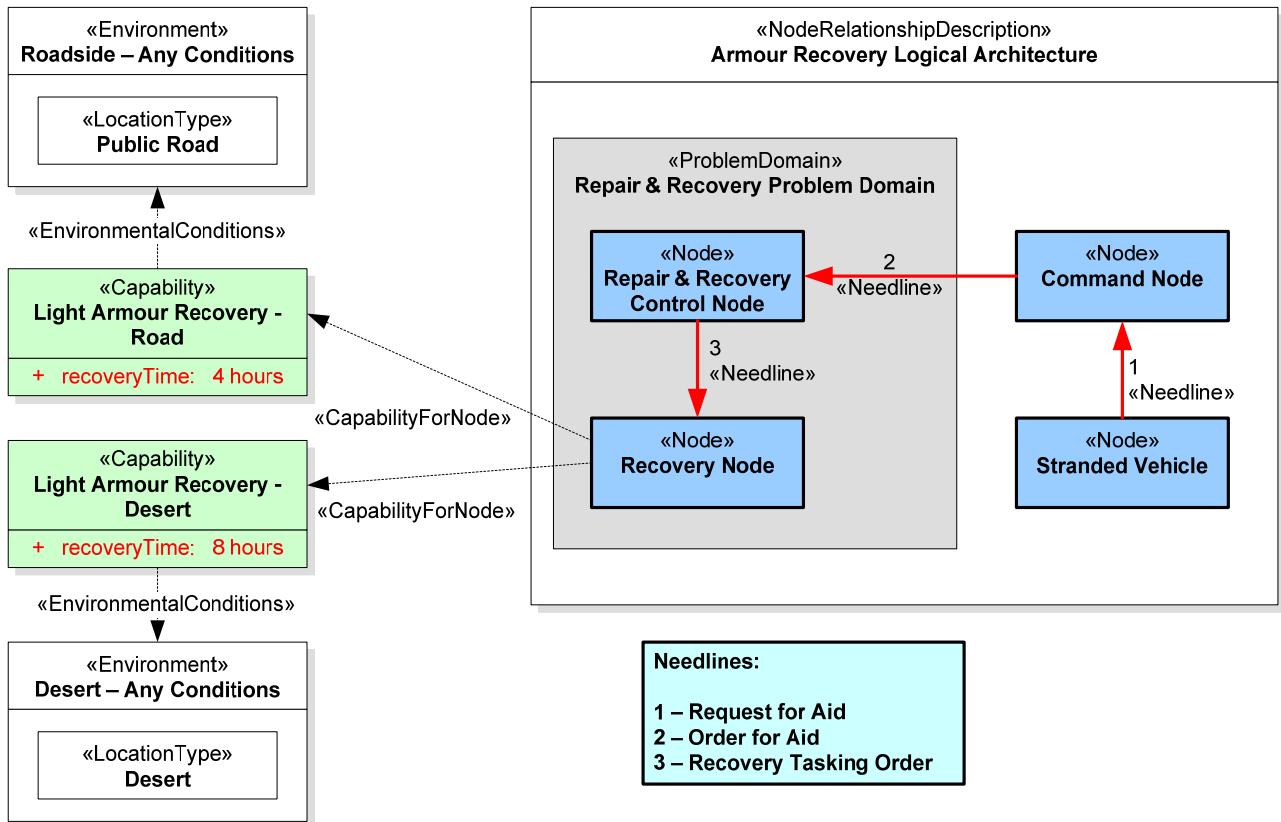 «Environment»
Roadside – Any Conditions
«LocationType»
Public Road
«EnvironmentalConditions»
«Capability»
Light Armour Recovery -
Road
+ recoveryTime: 4 hours
«CapabilityForNode»
«Capability»
Light Armour Recovery -
Desert
+ recoveryTime: 8 hours
«CapabilityForNode»
«EnvironmentalConditions»
«Environment»
Desert – Any Conditions
«LocationType»
Desert
«NodeRelationshipDescription»
Armour Recovery Logical Architecture
«ProblemDomain»
Repair & Recovery Problem Domain
«Node»
Repair & Recovery
Control Node
2
«Needline»
«Node»
Command Node
3
«Needline»
1
«Needline»
«Node»
Recovery Node
«Node»
Stranded Vehicle
Needlines:
1 – Request for Aid
2 – Order for Aid
3 – Recovery Tasking Order